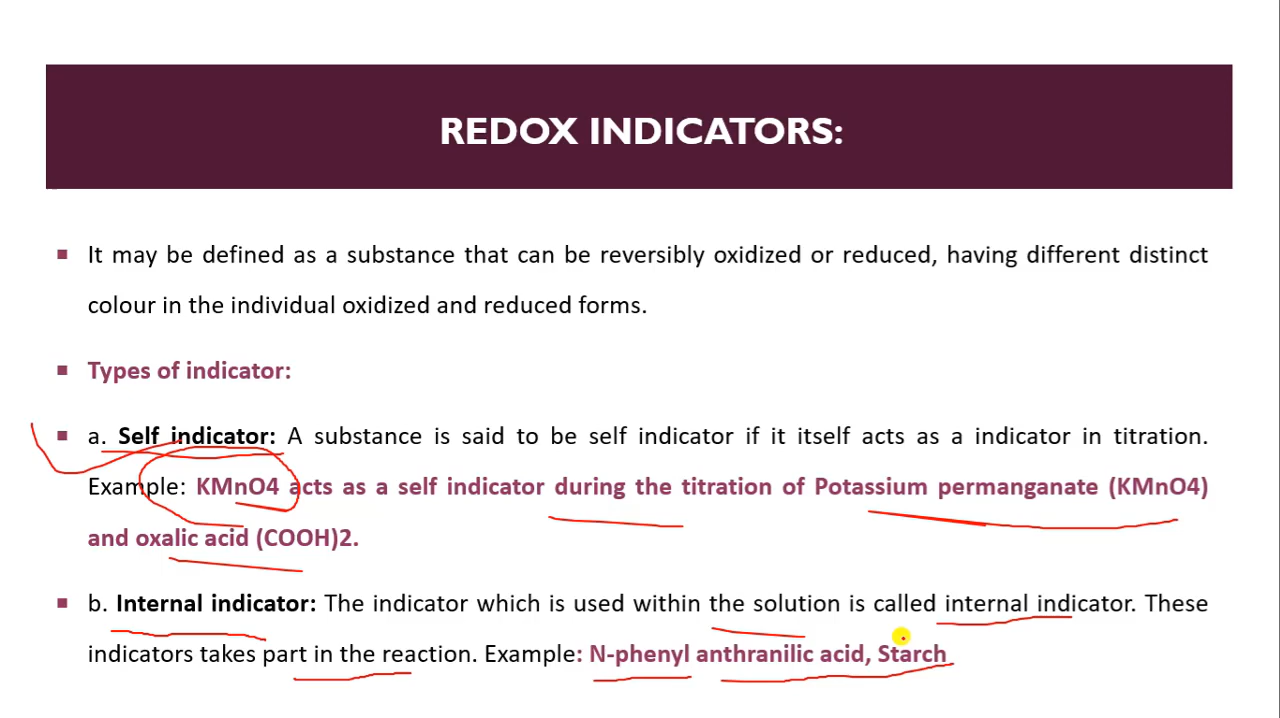 REDOX INDICATORS:
▪ It may be defined as a substance that can be reversibly oxidized or reduced, having different distinct
colour in the individual oxidized and reduced forms.
▪ Types of indicator:
▪ a. Self indicator: A substance is said to be self indicator if it itself acts as a indicator in titration.
Example: KMnO4 acts as a self indicator during the titration of Potassium permanganate (KMnO4)
and oxalic acid (COOH)2.
▪ b. Internal indicator: The indicator which is used within the solution is called internal indicator. These
indicators takes part in the reaction. Example: N-phenyl anthranilic acid, Starch